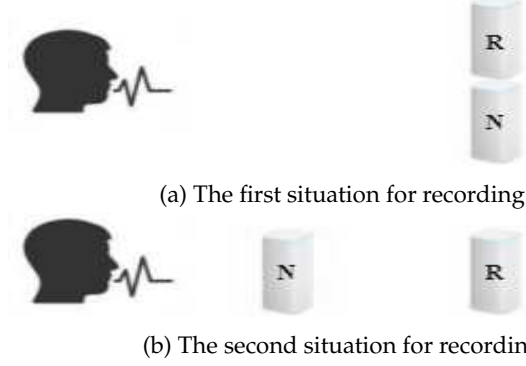 R
N
(a) The first situation for recording
N
R
(b) The second situation for recordin